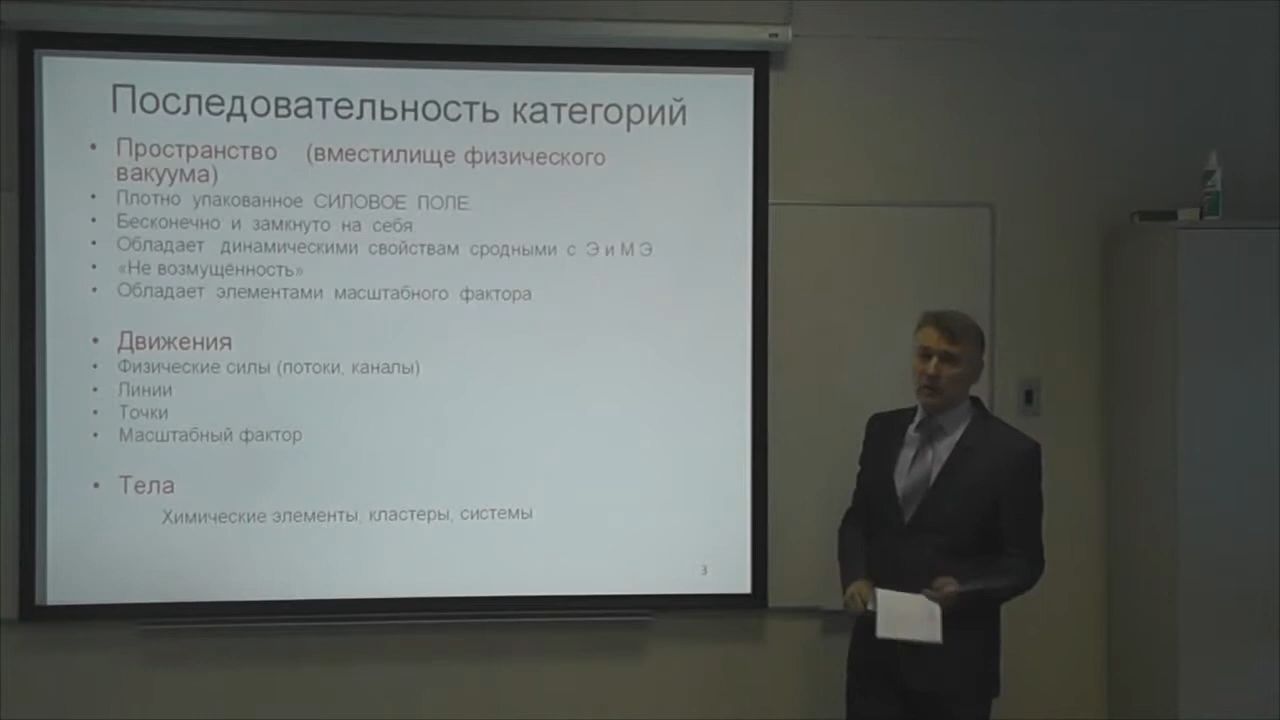 Последовательность категорий
• Пространство (вместилище физического
вакуума)
• Плотно упакованное СИЛОВОЕ ПОЛЕ.
• Бесконечно и замкнуто на себя.
• Обладает динамическими свойствам сродными с Э и М Э
• «Не возмущенность»
• Обладает элементами масштабного фактора
• Движения
• Физические силы (потоки, каналы)
• Линии
• Точки
• Масштабный фактор
• Тела
Химические элементы, кластеры, системы
3